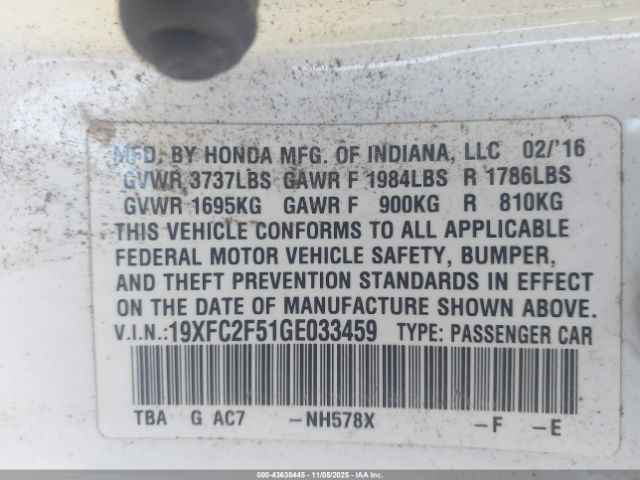 MFD. BY HONDA MFG. OF INDIANA, LLC 02/'16
GVWR 3737LBS GAWR F 1984LBS R 1786LBS
GVWR 1695KG GAWR F 900KG R 810KG
THIS VEHICLE CONFORMS TO ALL APPLICABLE
FEDERAL MOTOR VEHICLE SAFETY, BUMPER,
AND THEFT PREVENTION STANDARDS IN EFFECT
ON THE DATE OF MANUFACTURE SHOWN ABOVE.
V.I.N.:19XFC2F51GE033459 TYPE: PASSENGER CAR
TBA G AC7 -NH578X -F -E
000-43638445 - 11/05/2025 - IAAI.COM